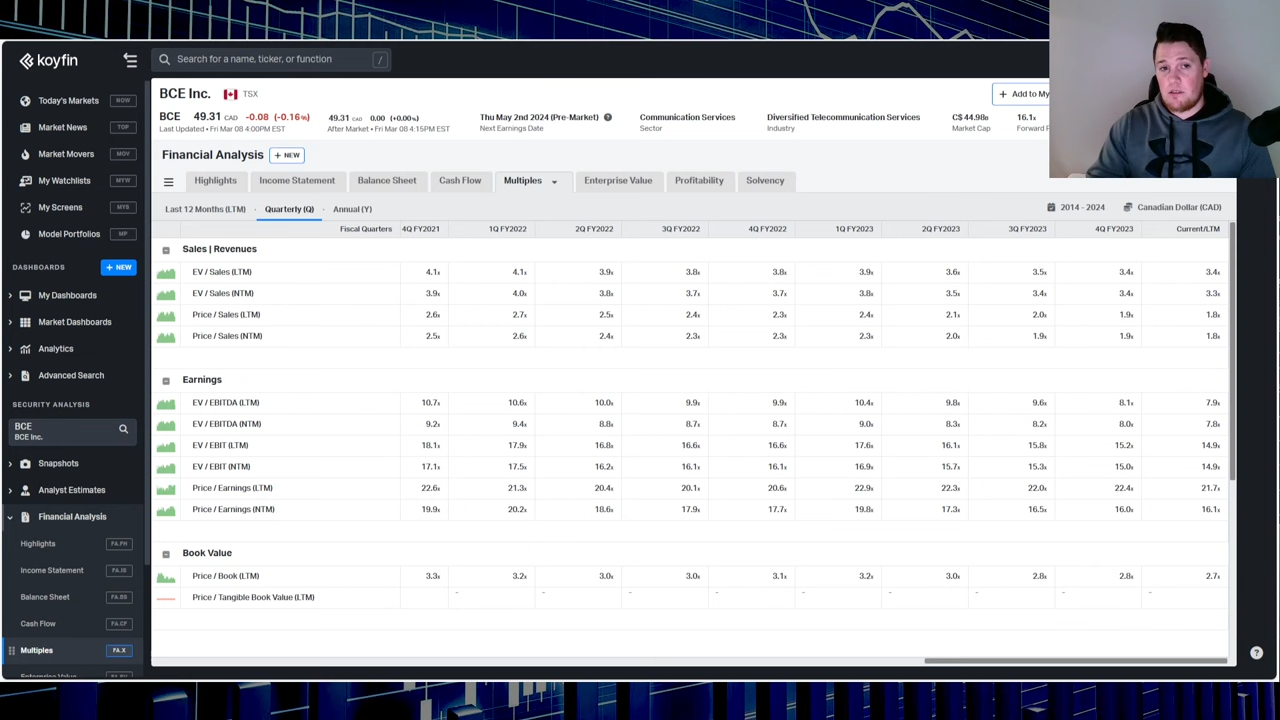 koyfin
Search for a name, ticker, or function /
Today's Markets NOW
Market News TOP
Market Movers MOV
My Watchlists MYW
My Screens MYS
Model Portfolios MP
DASHBOARDS + NEW
My Dashboards
Market Dashboards
Analytics
Advanced Search
SECURITY ANALYSIS
BCE
BCE Inc.
Snapshots
Analyst Estimates
Financial Analysis
Highlights FA.FH
Income Statement FA.IS
Balance Sheet FA.BS
Cash Flow FA.CF
Multiples FA.X
Enterprise Value FA.EV
BCE Inc. TSX
+ Add to My
BCE 49.31 CAD -0.08 (-0.16%)
Last Updated • Fri Mar 08 4:00PM EST
49.31 CAD 0.00 (+0.00%)
After Market • Fri Mar 08 4:15PM EST
Thu May 2nd 2024 (Pre-Market) ?
Next Earnings Date
Communication Services
Sector
Diversified Telecommunication Services
Industry
C$ 44.98B
Market Cap
16.1x
Forward P
Financial Analysis + NEW
Highlights Income Statement Balance Sheet Cash Flow Multiples Enterprise Value Profitability Solvency
Last 12 Months (LTM) · Quarterly (Q) · Annual (Y) 2014 - 2024 Canadian Dollar (CAD)
Fiscal Quarters 4Q FY2021 1Q FY2022 2Q FY2022 3Q FY2022 4Q FY2022 1Q FY2023 2Q FY2023 3Q FY2023 4Q FY2023 Current/LTM
Sales | Revenues
EV / Sales (LTM) 4.1x 4.1x 3.9x 3.8x 3.8x 3.9x 3.6x 3.5x 3.4x 3.4x
EV / Sales (NTM) 3.9x 4.0x 3.8x 3.7x 3.7x 3.8x 3.5x 3.4x 3.4x 3.3x
Price / Sales (LTM) 2.6x 2.7x 2.5x 2.4x 2.3x 2.4x 2.1x 2.0x 1.9x 1.8x
Price / Sales (NTM) 2.5x 2.6x 2.4x 2.3x 2.3x 2.3x 2.0x 1.9x 1.9x 1.8x
Earnings
EV / EBITDA (LTM) 10.7x 10.6x 10.0x 9.9x 9.9x 10.4x 9.8x 9.6x 8.1x 7.9x
EV / EBITDA (NTM) 9.2x 9.4x 8.8x 8.7x 8.7x 9.0x 8.3x 8.2x 8.0x 7.8x
EV / EBIT (LTM) 18.1x 17.9x 16.8x 16.6x 16.6x 17.6x 16.1x 15.8x 15.2x 14.9x
EV / EBIT (NTM) 17.1x 17.5x 16.2x 16.1x 16.1x 16.9x 15.7x 15.3x 15.0x 14.9x
Price / Earnings (LTM) 22.6x 21.3x 20.4x 20.1x 20.6x 22.9x 22.3x 22.0x 22.4x 21.7x
Price / Earnings (NTM) 19.9x 20.2x 18.6x 17.9x 17.7x 19.8x 17.3x 16.5x 16.0x 16.1x
Book Value
Price / Book (LTM) 3.3x 3.2x 3.0x 3.0x 3.1x 3.2x 3.0x 2.8x 2.8x 2.7x
Price / Tangible Book Value (LTM) - - - - - - - - -
?